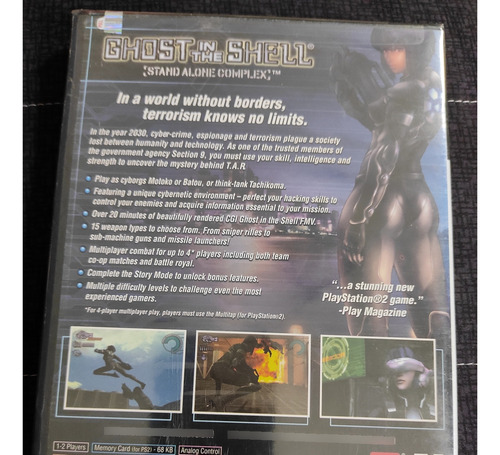 GHOST IN THE SHELL®
[STAND ALONE COMPLEX]™
In a world without borders,
terrorism knows no limits.
In the year 2030, cyber-crime, espionage and terrorism plague a society
lost between humanity and technology. As one of the trusted members of
the government agency Section 9, you must use your skill, intelligence and
strength to uncover the mystery behind T.A.R.
Play as cyborgs Motoko or Batou, or think-tank Tachikoma.
Featuring a unique cybernetic environment – perfect your hacking skills to
control your enemies and acquire information essential to your mission.
Over 20 minutes of beautifully rendered CGI Ghost in the Shell FMV.
15 weapon types to choose from. From sniper rifles to
sub-machine guns and missile launchers!
Multiplayer combat for up to 4* players including both team
co-op matches and battle royal.
Complete the Story Mode to unlock bonus features.
Multiple difficulty levels to challenge even the most
experienced gamers.
*For 4-player multiplayer play, players must use the Multitap (for PlayStation2).
“...a stunning new
PlayStation®2 game.”
-Play Magazine
1-2 Players
Memory Card (for PS2) - 68 KB
Analog Control